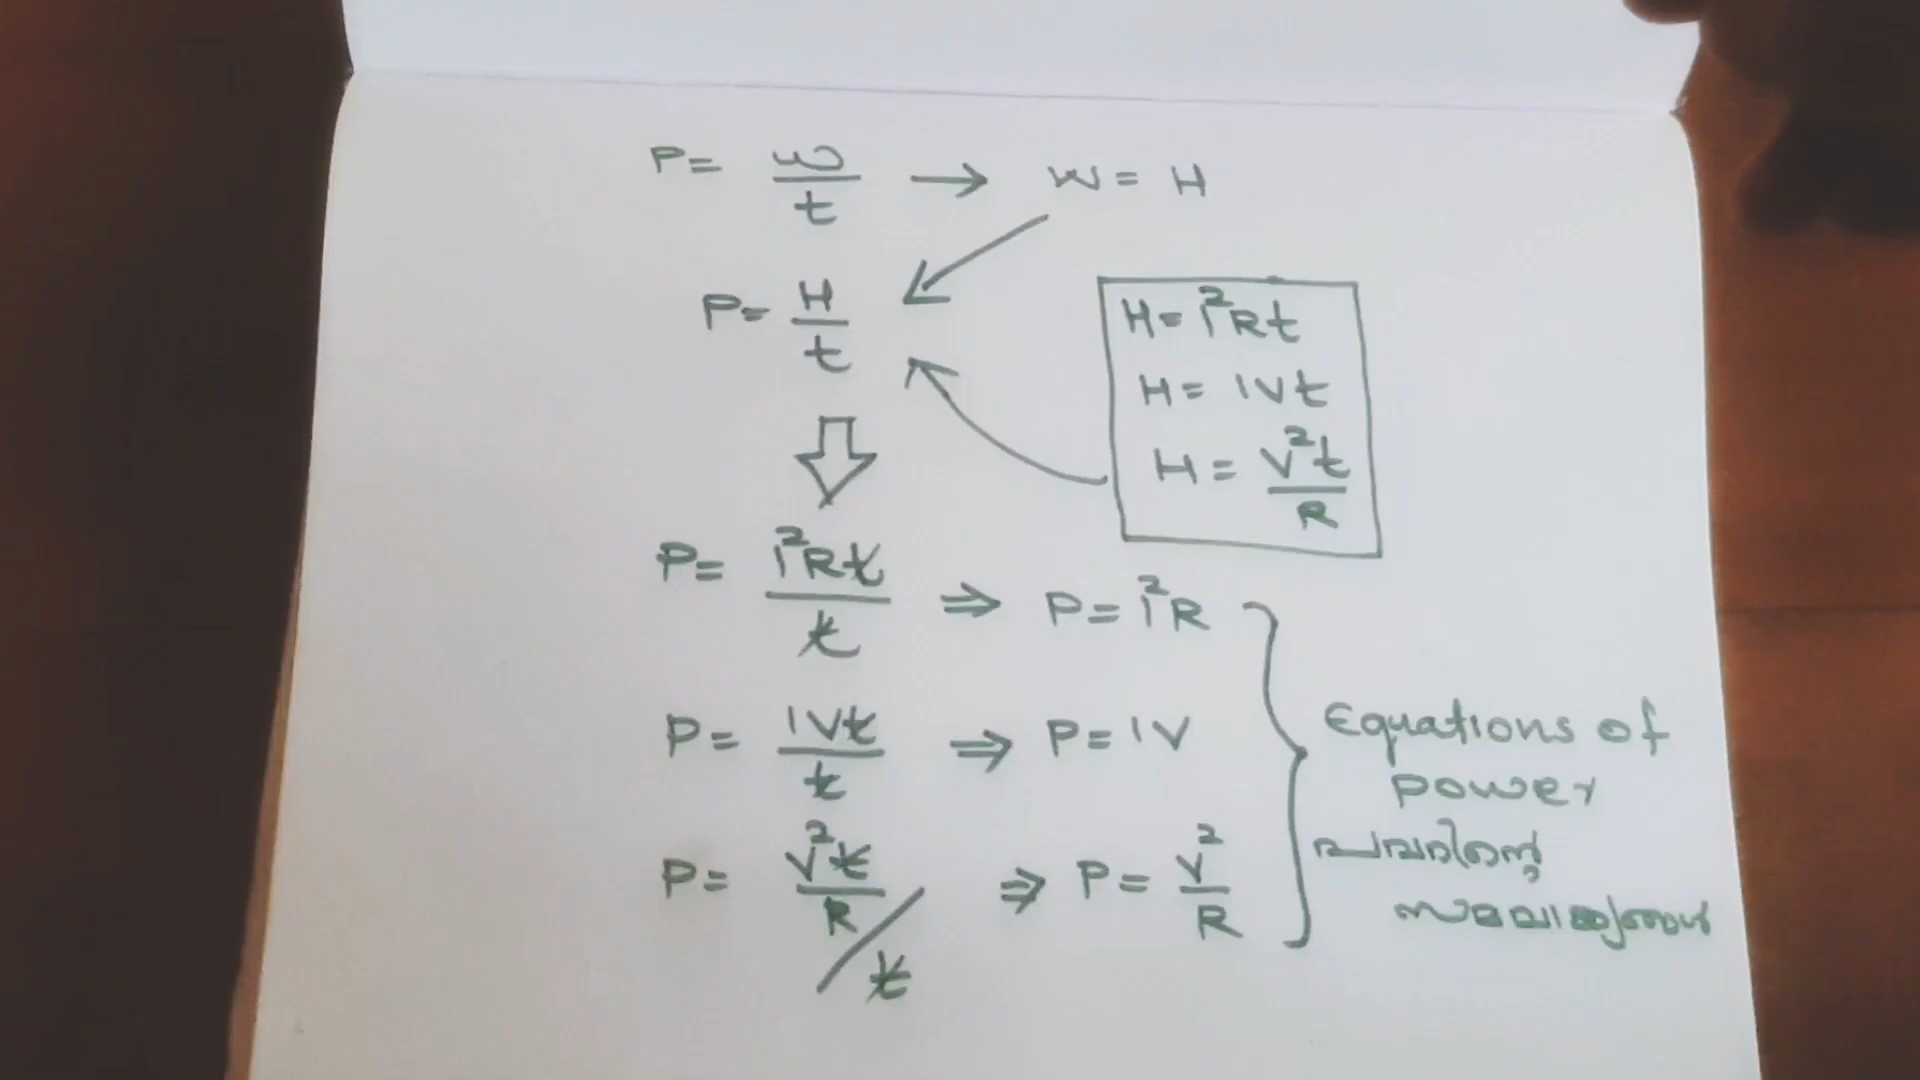 P = W/t → W = H
P = H/t
H = I²Rt
H = IVt
H = V²t/R
P = I²Rt/t ⇒ P = I²R
P = IVt/t ⇒ P = IV
P = V²t/R/t ⇒ P = V²/R
Equations of
power
പവറിന്റെ
സമവാക്യങ്ങൾ